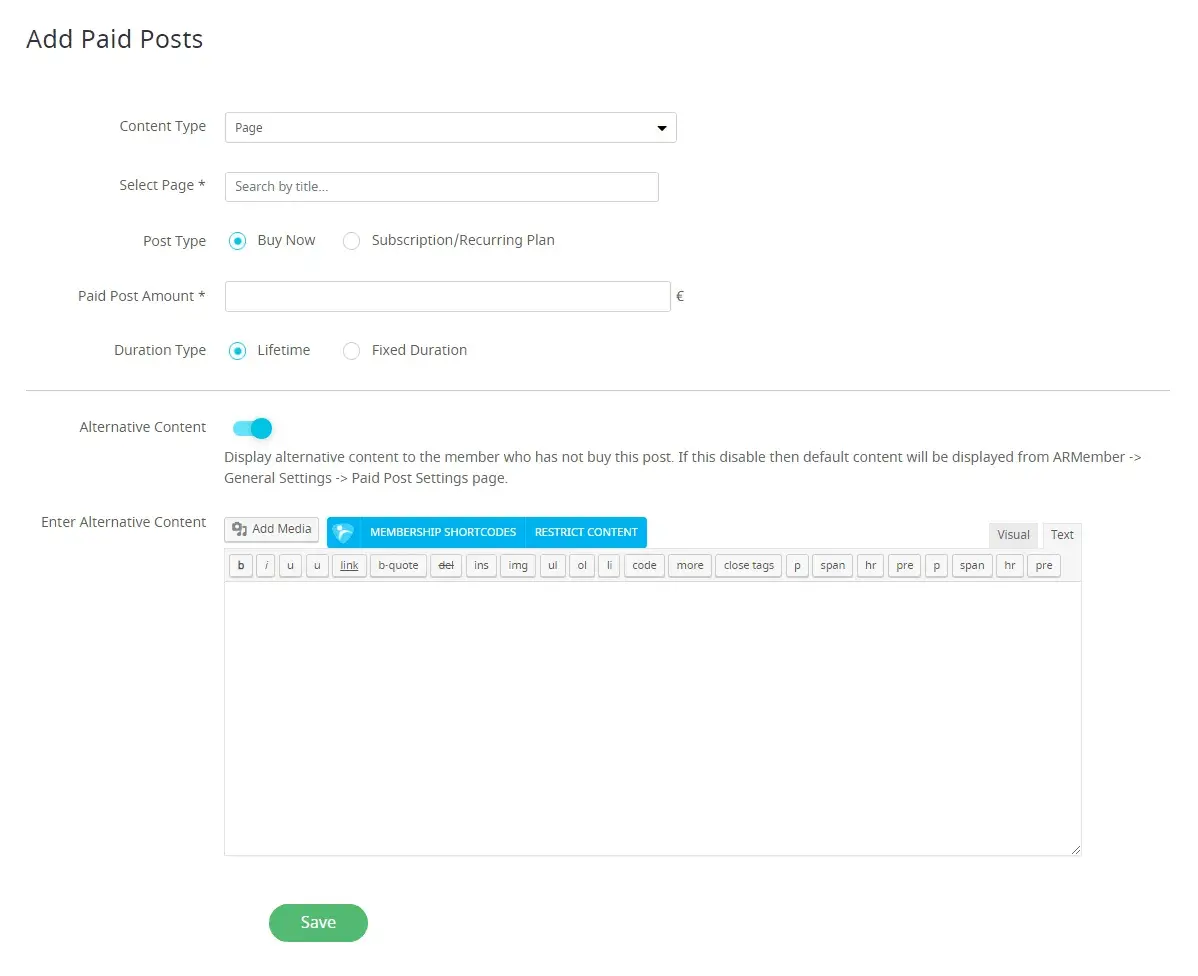 Add Paid Posts
Content Type Page
Select Page * Search by title...
Post Type Buy Now Subscription/Recurring Plan
Paid Post Amount * €
Duration Type Lifetime Fixed Duration
Alternative Content
Display alternative content to the member who has not buy this post. If this disable then default content will be displayed from ARMember ->
General Settings -> Paid Post Settings page.
Enter Alternative Content Add Media MEMBERSHIP SHORTCODES RESTRICT CONTENT Visual Text
b i u u link b-quote del ins img ul ol li code more close tags p span hr pre p span hr pre
Save